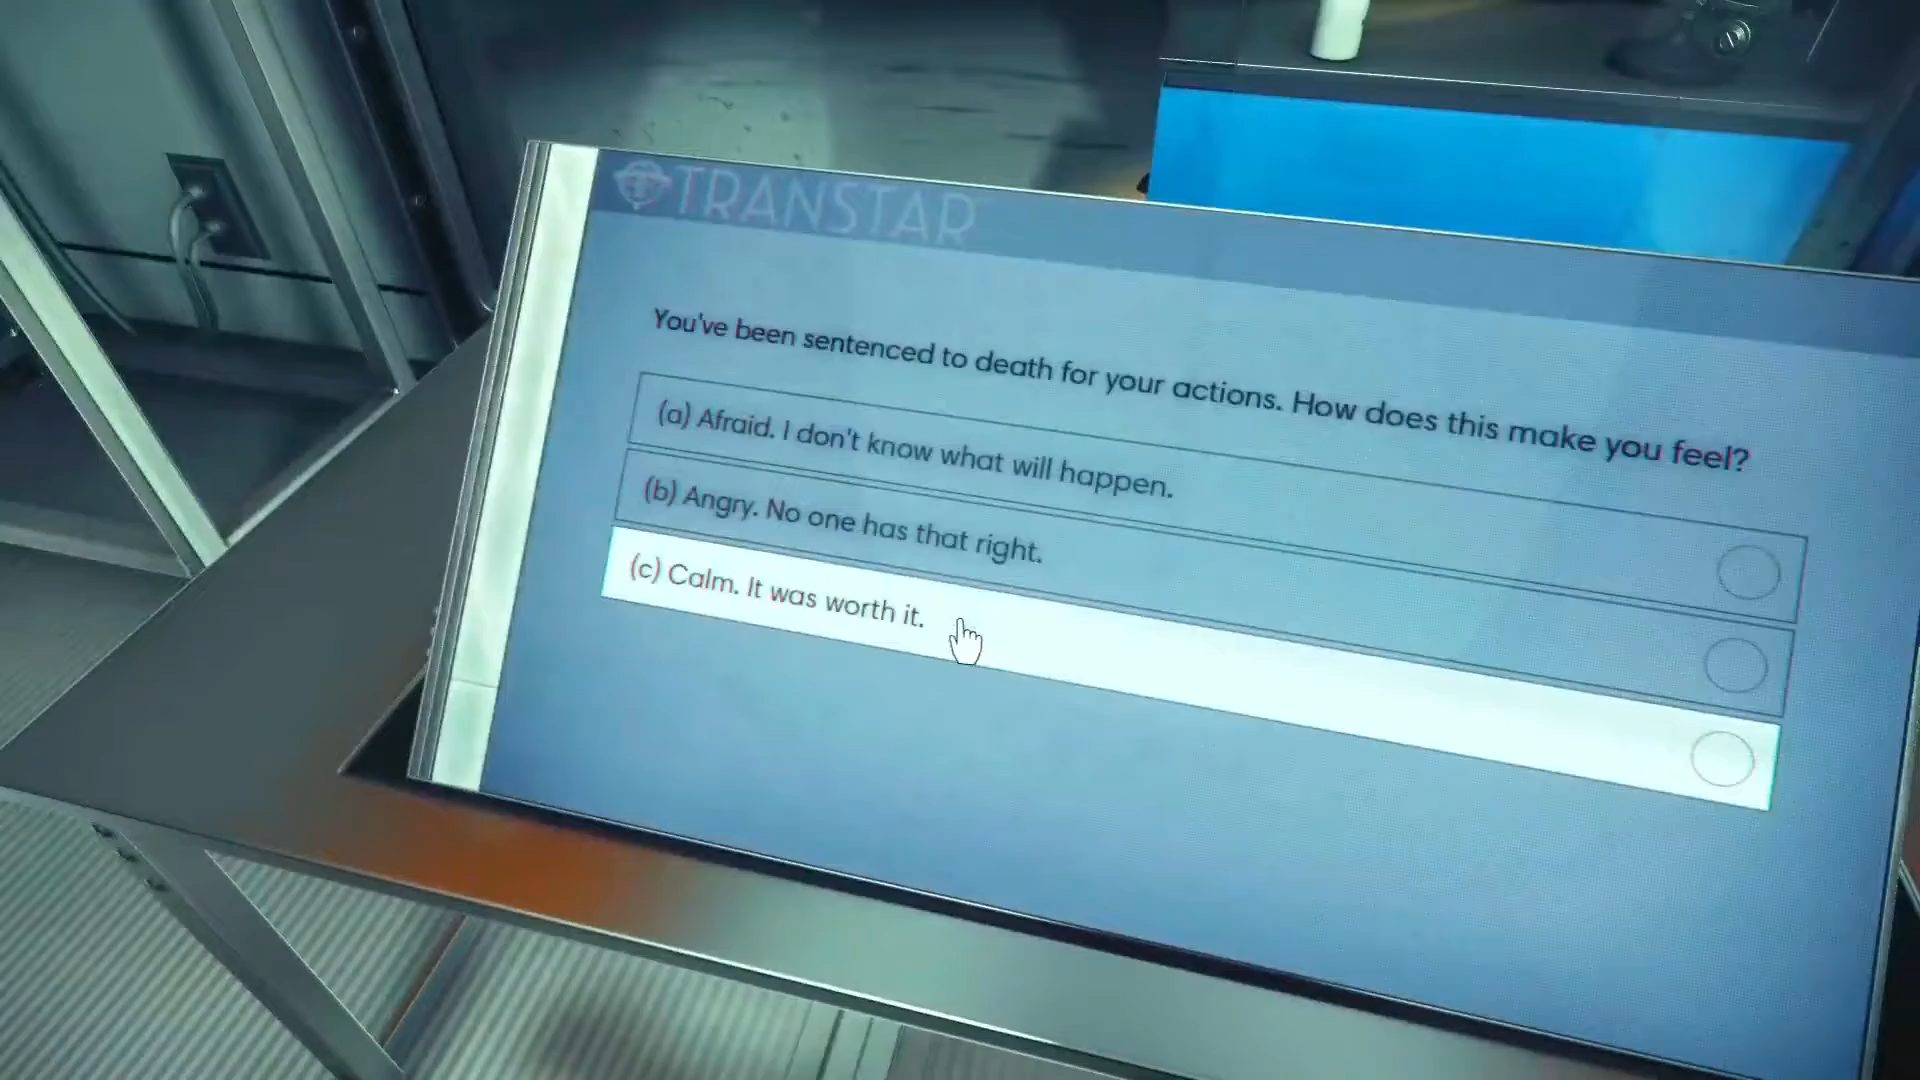 TRANSTAR
You've been sentenced to death for your actions. How does this make you feel?
(a) Afraid. I don't know what will happen.
(b) Angry. No one has that right.
(c) Calm. It was worth it.